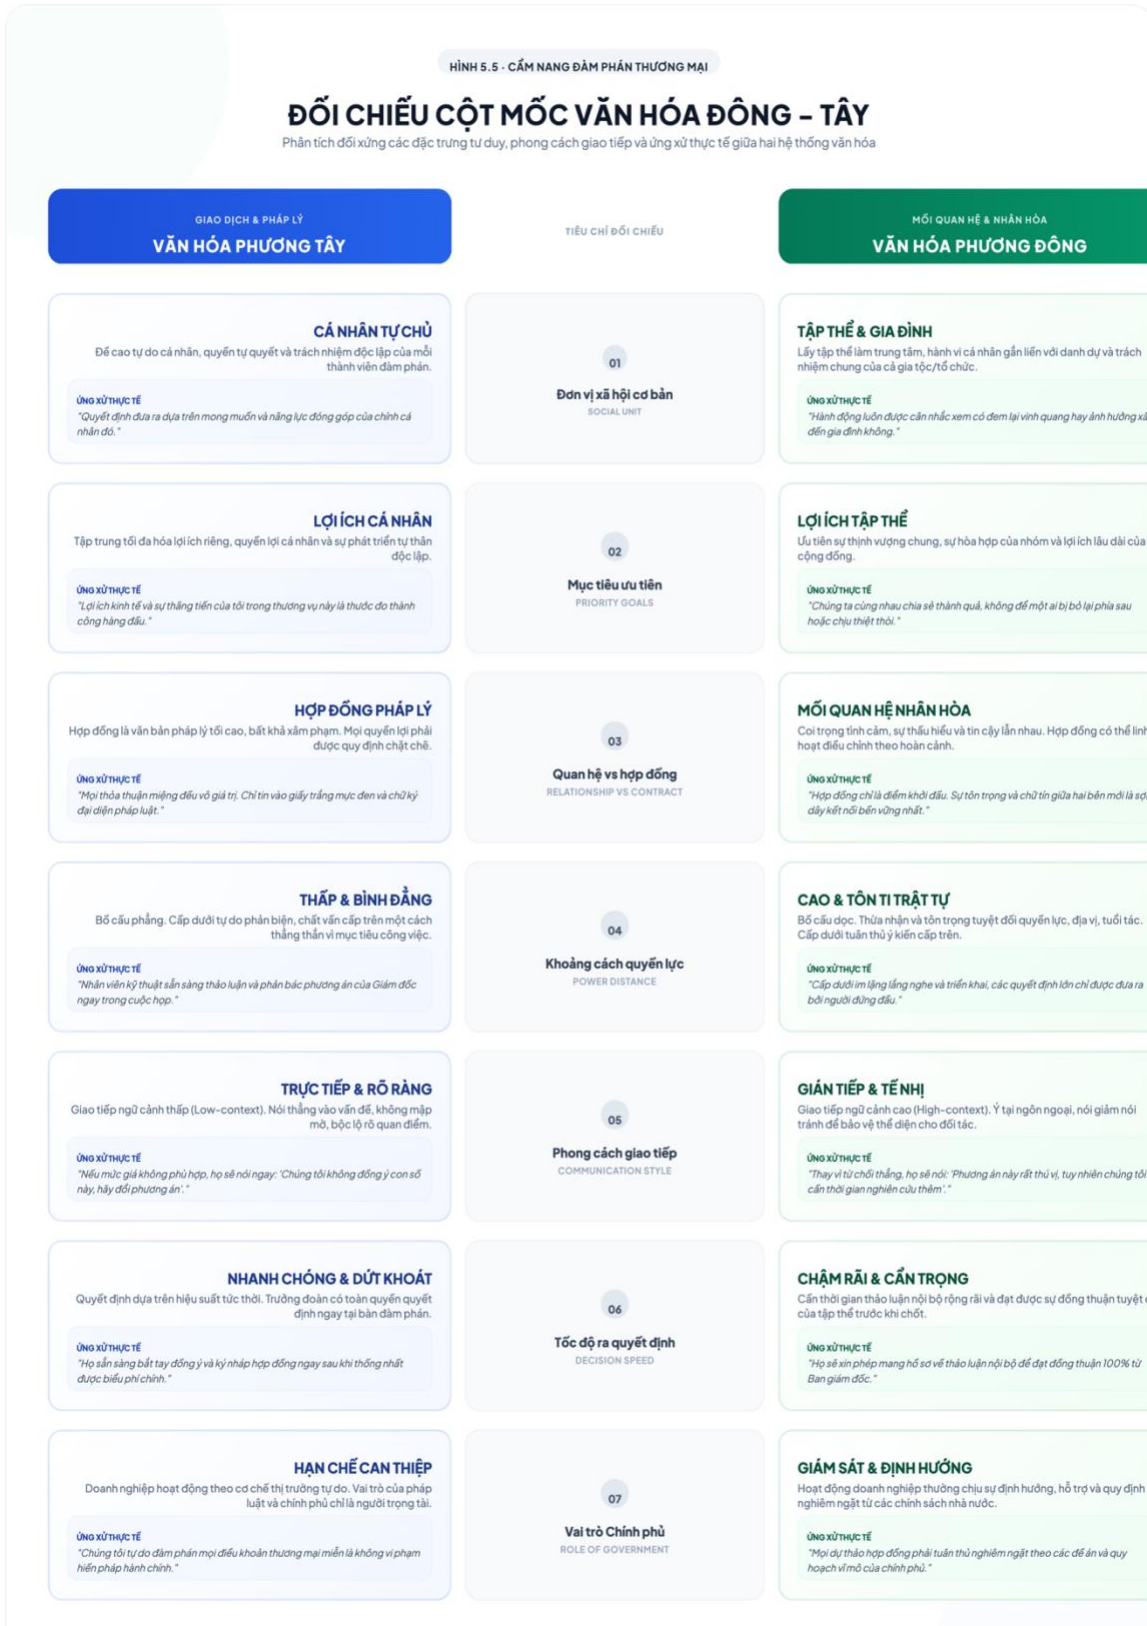 HÌNH 5.5 · CẨM NANG ĐÀM PHÁN THƯƠNG MẠI
ĐỐI CHIẾU CỘT MỐC VĂN HÓA ĐÔNG – TÂY
Phân tích đối xứng các đặc trưng tư duy, phong cách giao tiếp và ứng xử thực tế giữa hai hệ thống văn hóa
GIAO DỊCH & PHÁP LÝ
VĂN HÓA PHƯƠNG TÂY
TIÊU CHÍ ĐỐI CHIẾU
MỐI QUAN HỆ & NHÂN HÒA
VĂN HÓA PHƯƠNG ĐÔNG
CÁ NHÂN TỰ CHỦ
Đề cao tự do cá nhân, quyền tự quyết và trách nhiệm độc lập của mỗi
thành viên đàm phán.
ỨNG XỬ THỰC TẾ
"Quyết định đưa ra dựa trên mong muốn và năng lực đóng góp của chính cá
nhân đó."
01
Đơn vị xã hội cơ bản
SOCIAL UNIT
TẬP THỂ & GIA ĐÌNH
Lấy tập thể làm trung tâm, hành vi cá nhân gắn liền với danh dự và trách
nhiệm chung của cả gia tộc/tổ chức.
ỨNG XỬ THỰC TẾ
"Hành động luôn được cân nhắc xem có đem lại vinh quang hay ảnh hưởng xấ
đến gia đình không."
LỢI ÍCH CÁ NHÂN
Tập trung tối đa hóa lợi ích riêng, quyền lợi cá nhân và sự phát triển tự thân
độc lập.
ỨNG XỬ THỰC TẾ
"Lợi ích kinh tế và sự thăng tiến của tôi trong thương vụ này là thước đo thành
công hàng đầu."
02
Mục tiêu ưu tiên
PRIORITY GOALS
LỢI ÍCH TẬP THỂ
Ưu tiên sự thịnh vượng chung, sự hòa hợp của nhóm và lợi ích lâu dài của
cộng đồng.
ỨNG XỬ THỰC TẾ
"Chúng ta cùng nhau chia sẻ thành quả, không để một ai bị bỏ lại phía sau
hoặc chịu thiệt thòi."
HỢP ĐỒNG PHÁP LÝ
Hợp đồng là văn bản pháp lý tối cao, bất khả xâm phạm. Mọi quyền lợi phải
được quy định chặt chẽ.
ỨNG XỬ THỰC TẾ
"Mọi thỏa thuận miệng đều vô giá trị. Chỉ tin vào giấy trắng mực đen và chữ ký
đại diện pháp luật."
03
Quan hệ vs hợp đồng
RELATIONSHIP VS CONTRACT
MỐI QUAN HỆ NHÂN HÒA
Coi trọng tình cảm, sự thấu hiểu và tin cậy lẫn nhau. Hợp đồng có thể linh
hoạt điều chỉnh theo hoàn cảnh.
ỨNG XỬ THỰC TẾ
"Hợp đồng chỉ là điểm khởi đầu. Sự tôn trọng và chữ tín giữa hai bên mới là sợi
dây kết nối bền vững nhất."
THẤP & BÌNH ĐẲNG
Bố cấu phẳng. Cấp dưới tự do phản biện, chất vấn cấp trên một cách
thẳng thắn vì mục tiêu công việc.
ỨNG XỬ THỰC TẾ
"Nhân viên kỹ thuật sẵn sàng thảo luận và phản bác phương án của Giám đốc
ngay trong cuộc họp."
04
Khoảng cách quyền lực
POWER DISTANCE
CAO & TÔN TI TRẬT TỰ
Bố cấu dọc. Thừa nhận và tôn trọng tuyệt đối quyền lực, địa vị, tuổi tác.
Cấp dưới tuân thủ ý kiến cấp trên.
ỨNG XỬ THỰC TẾ
"Cấp dưới im lặng lắng nghe và triển khai, các quyết định lớn chỉ được đưa ra
bởi người đứng đầu."
TRỰC TIẾP & RÕ RÀNG
Giao tiếp ngữ cảnh thấp (Low-context). Nói thẳng vào vấn đề, không mập
mờ, bộc lộ rõ quan điểm.
ỨNG XỬ THỰC TẾ
"Nếu mức giá không phù hợp, họ sẽ nói ngay: 'Chúng tôi không đồng ý con số
này, hãy đổi phương án'."
05
Phong cách giao tiếp
COMMUNICATION STYLE
GIÁN TIẾP & TẾ NHỊ
Giao tiếp ngữ cảnh cao (High-context). Ý tại ngôn ngoại, nói giảm nói
tránh để bảo vệ thể diện cho đối tác.
ỨNG XỬ THỰC TẾ
"Thay vì từ chối thẳng, họ sẽ nói: 'Phương án này rất thú vị, tuy nhiên chúng tôi
cần thời gian nghiên cứu thêm'."
NHANH CHÓNG & DỨT KHOÁT
Quyết định dựa trên hiệu suất tức thời. Trưởng đoàn có toàn quyền quyết
định ngay tại bàn đàm phán.
ỨNG XỬ THỰC TẾ
"Họ sẵn sàng bắt tay đồng ý và ký nháp hợp đồng ngay sau khi thống nhất
được biểu phí chính."
06
Tốc độ ra quyết định
DECISION SPEED
CHẬM RÃI & CẨN TRỌNG
Cần thời gian thảo luận nội bộ rộng rãi và đạt được sự đồng thuận tuyệt
của tập thể trước khi chốt.
ỨNG XỬ THỰC TẾ
"Họ sẽ xin phép mang hồ sơ về thảo luận nội bộ để đạt đồng thuận 100% từ
Ban giám đốc."
HẠN CHẾ CAN THIỆP
Doanh nghiệp hoạt động theo cơ chế thị trường tự do. Vai trò của pháp
luật và chính phủ chỉ là người trọng tài.
ỨNG XỬ THỰC TẾ
"Chúng tôi tự do đàm phán mọi điều khoản thương mại miễn là không vi phạm
hiến pháp hành chính."
07
Vai trò Chính phủ
ROLE OF GOVERNMENT
GIÁM SÁT & ĐỊNH HƯỚNG
Hoạt động doanh nghiệp thường chịu sự định hướng, hỗ trợ và quy định
nghiêm ngặt từ các chính sách nhà nước.
ỨNG XỬ THỰC TẾ
"Mọi dự thảo hợp đồng phải tuân thủ nghiêm ngặt theo các đề án và quy
hoạch vĩ mô của chính phủ."